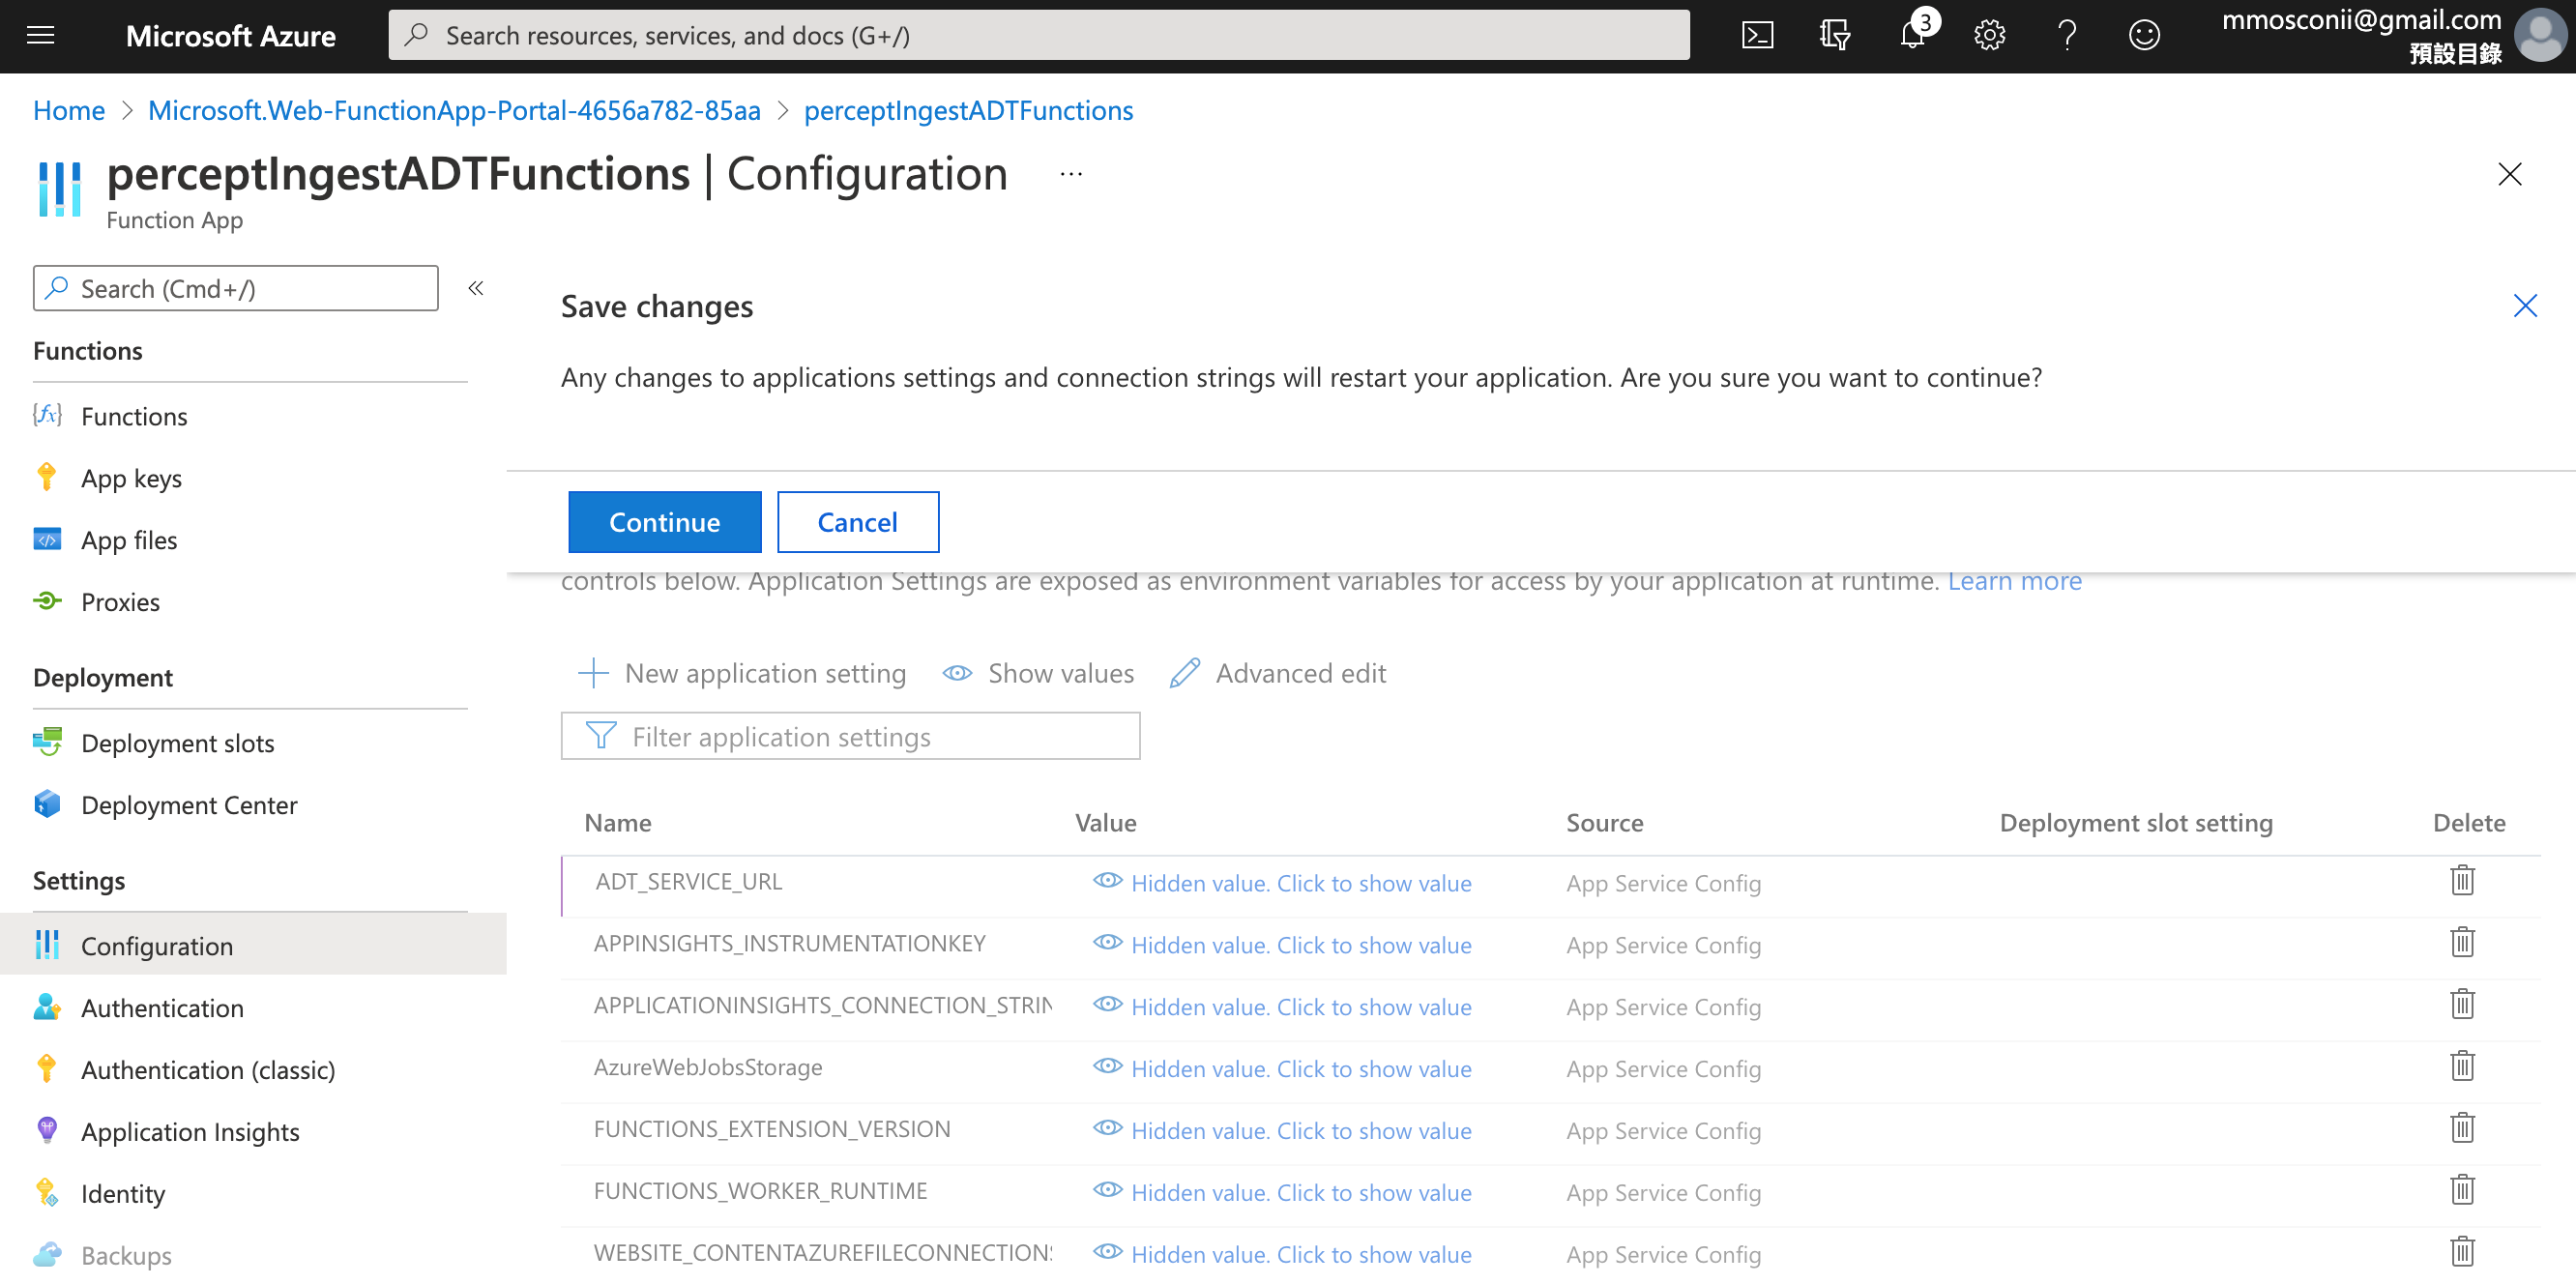 Microsoft Azure
Search resources, services, and docs (G+/)
3
mmosconii@gmail.com
預設目錄
Home > Microsoft.Web-FunctionApp-Portal-4656a782-85aa > perceptIngestADTFunctions
perceptIngestADTFunctions | Configuration ...
Function App
Search (Cmd+/)
«
Functions
Functions
App keys
App files
Proxies
Deployment
Deployment slots
Deployment Center
Settings
Configuration
Authentication
Authentication (classic)
Application Insights
Identity
Backups
Save changes
Any changes to applications settings and connection strings will restart your application. Are you sure you want to continue?
Continue
Cancel
controls below. Application Settings are exposed as environment variables for access by your application at runtime. Learn more
New application setting
Show values
Advanced edit
Filter application settings
Name Value Source Deployment slot setting Delete
ADT_SERVICE_URL Hidden value. Click to show value App Service Config
APPINSIGHTS_INSTRUMENTATIONKEY Hidden value. Click to show value App Service Config
APPLICATIONINSIGHTS_CONNECTION_STRIN Hidden value. Click to show value App Service Config
AzureWebJobsStorage Hidden value. Click to show value App Service Config
FUNCTIONS_EXTENSION_VERSION Hidden value. Click to show value App Service Config
FUNCTIONS_WORKER_RUNTIME Hidden value. Click to show value App Service Config
WEBSITE_CONTENTAZUREFILECONNECTIONS Hidden value. Click to show value App Service Config